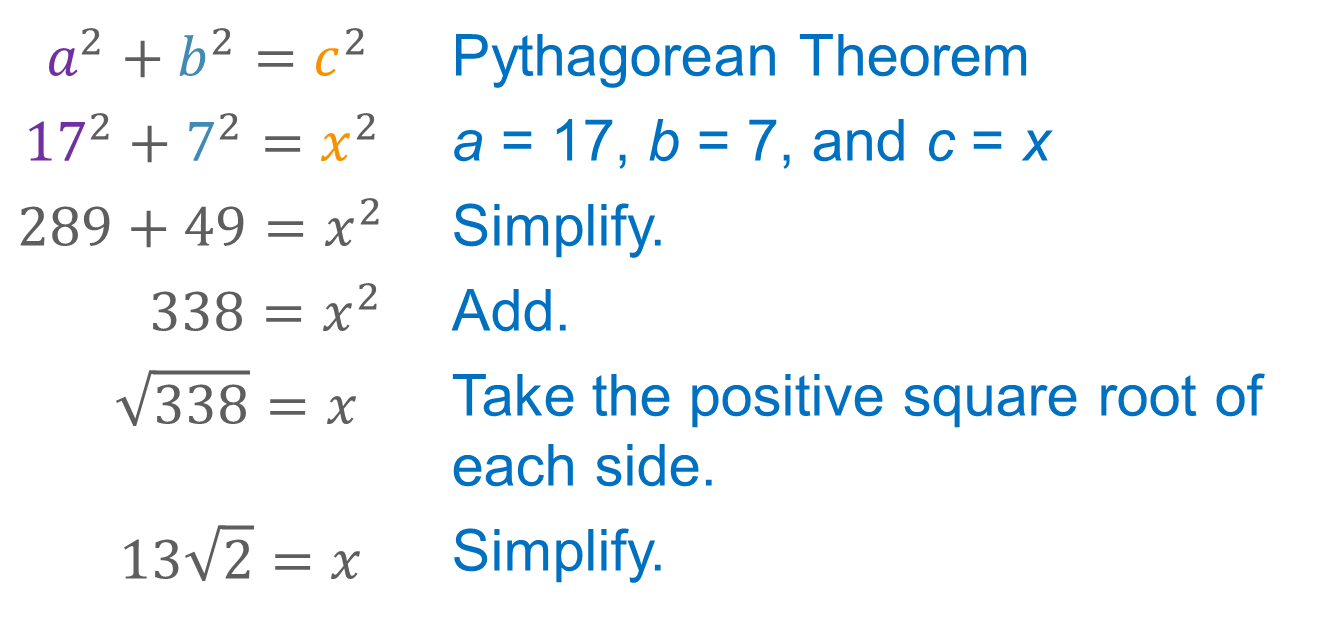 a² + b² = c² Pythagorean Theorem
17² + 7² = x² a = 17, b = 7, and c = x
289 + 49 = x² Simplify.
338 = x² Add.
√338 = x Take the positive square root of
each side.
13√2 = x Simplify.